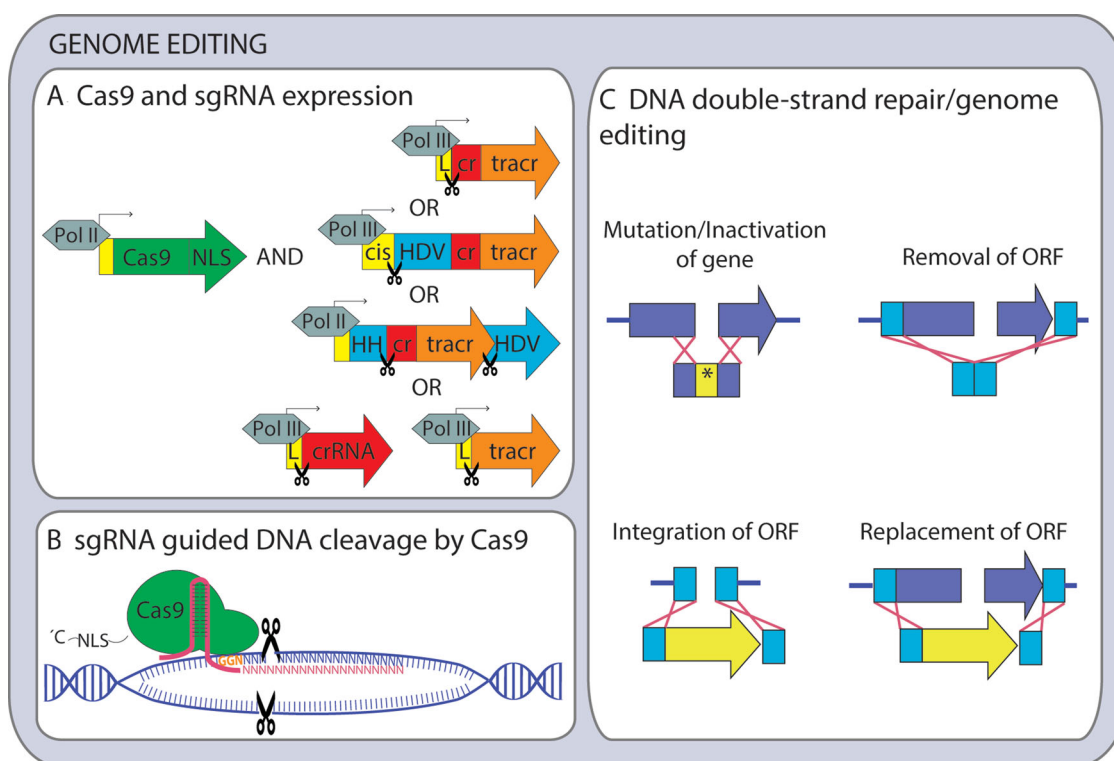 GENOME EDITING
A Cas9 and sgRNA expression
Pol III
L cr tracr
OR
Pol II
Cas9 NLS
AND
Pol III
cis HDV cr tracr
OR
Pol II
HH cr tracr HDV
OR
Pol III
L crRNA
Pol III
L tracr
B sgRNA guided DNA cleavage by Cas9
Cas9
'C NLS
GGNNNNNNNNNNNNNNNNNNNN
NNNNNNNNNNNNNNNNNNNN
C DNA double-strand repair/genome
editing
Mutation/Inactivation
of gene
*
Removal of ORF
Integration of ORF
Replacement of ORF